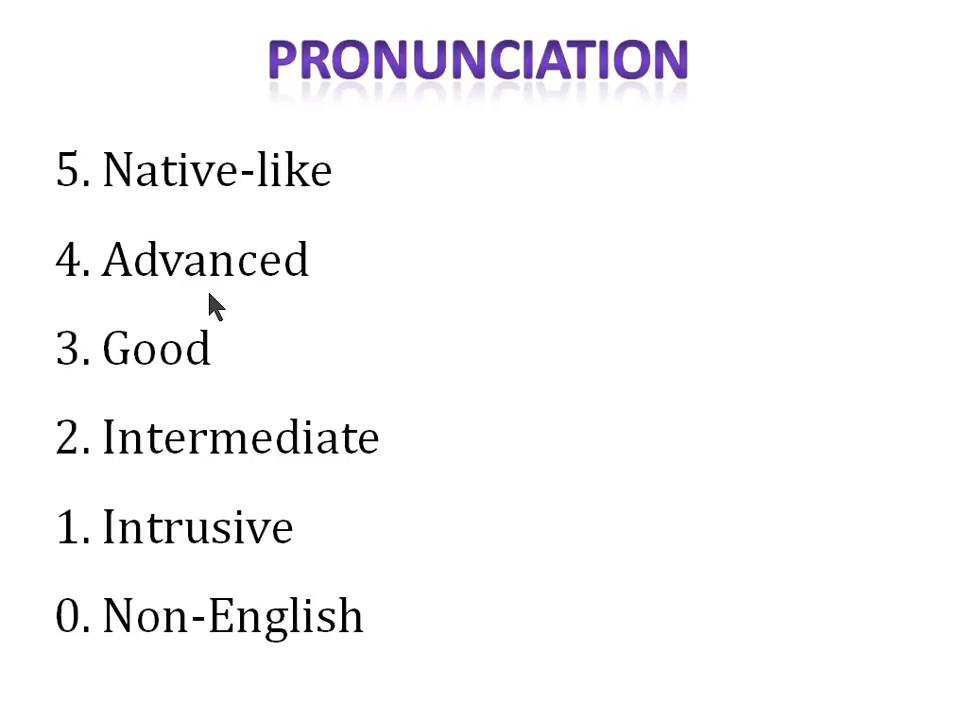 PRONUNCIATION
5. Native-like
4. Advanced
3. Good
2. Intermediate
1. Intrusive
0. Non-English